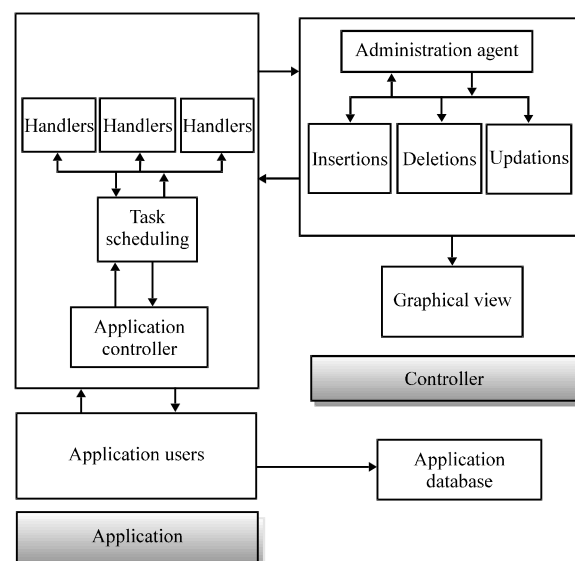 Administration agent
Handlers
Handlers
Handlers
Insertions
Deletions
Updations
Task
scheduling
Graphical view
Application
controller
Controller
Application users
Application
database
Application